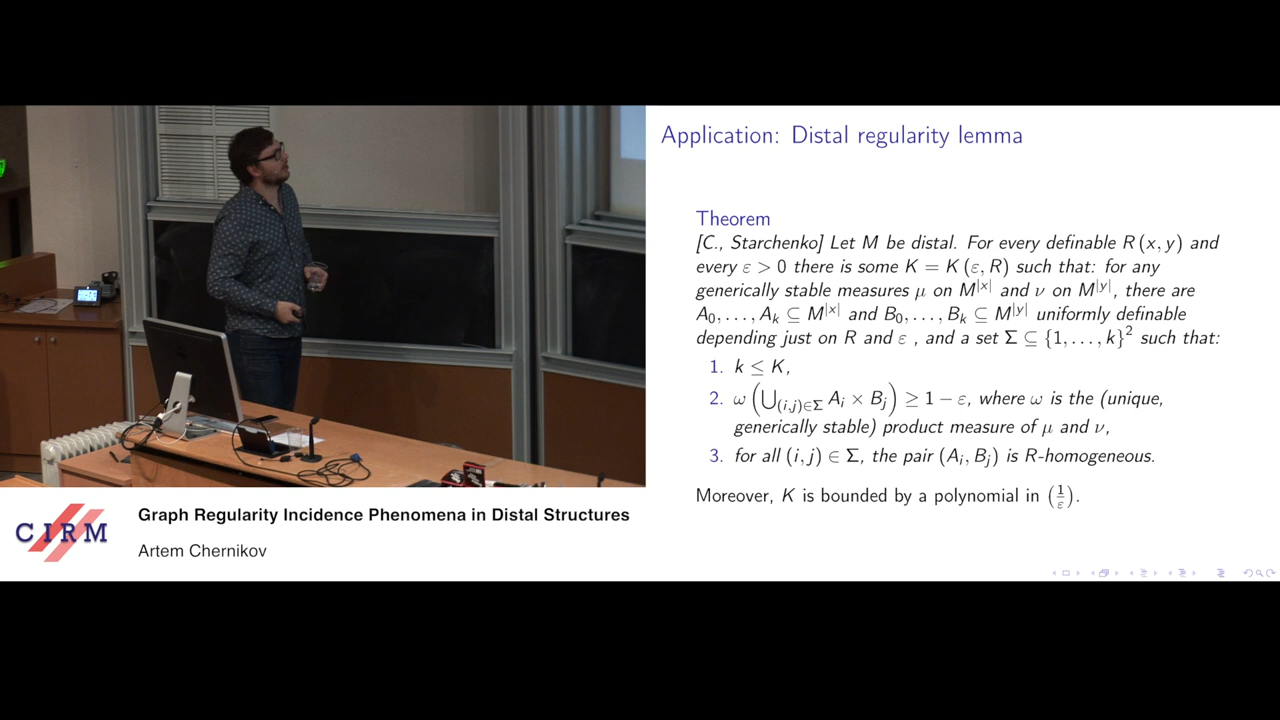 Application: Distal regularity lemma
Theorem
[C., Starchenko] Let M be distal. For every definable R (x, y) and
every ε > 0 there is some K = K (ε, R) such that: for any
generically stable measures μ on M^{|x|} and ν on M^{|y|}, there are
A_0, . . . , A_k ⊆ M^{|x|} and B_0, . . . , B_k ⊆ M^{|y|} uniformly definable
depending just on R and ε , and a set Σ ⊆ {1, . . . , k}^2 such that:
1. k ≤ K,
2. ω (⋃_{(i,j)∈Σ} A_i × B_j) ≥ 1 − ε, where ω is the (unique,
generically stable) product measure of μ and ν,
3. for all (i, j) ∈ Σ, the pair (A_i, B_j) is R-homogeneous.
Moreover, K is bounded by a polynomial in (1/ε).
CIRM
Graph Regularity Incidence Phenomena in Distal Structures
Artem Chernikov